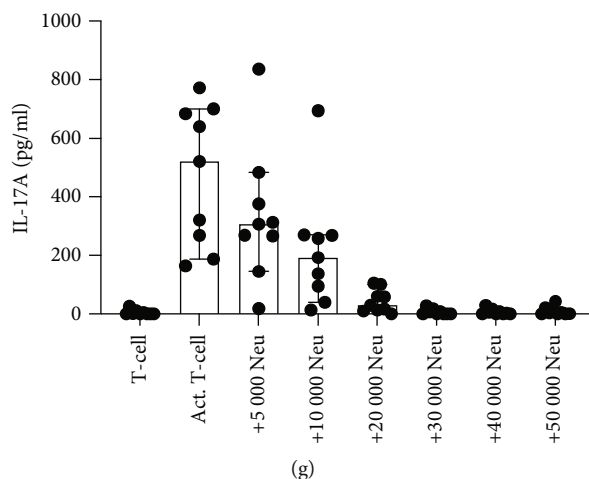 1000
800
600
400
200
0
IL-17A (pg/ml)
T-cell
Act. T-cell
+5 000 Neu
+10 000 Neu
+20 000 Neu
+30 000 Neu
+40 000 Neu
+50 000 Neu
(g)